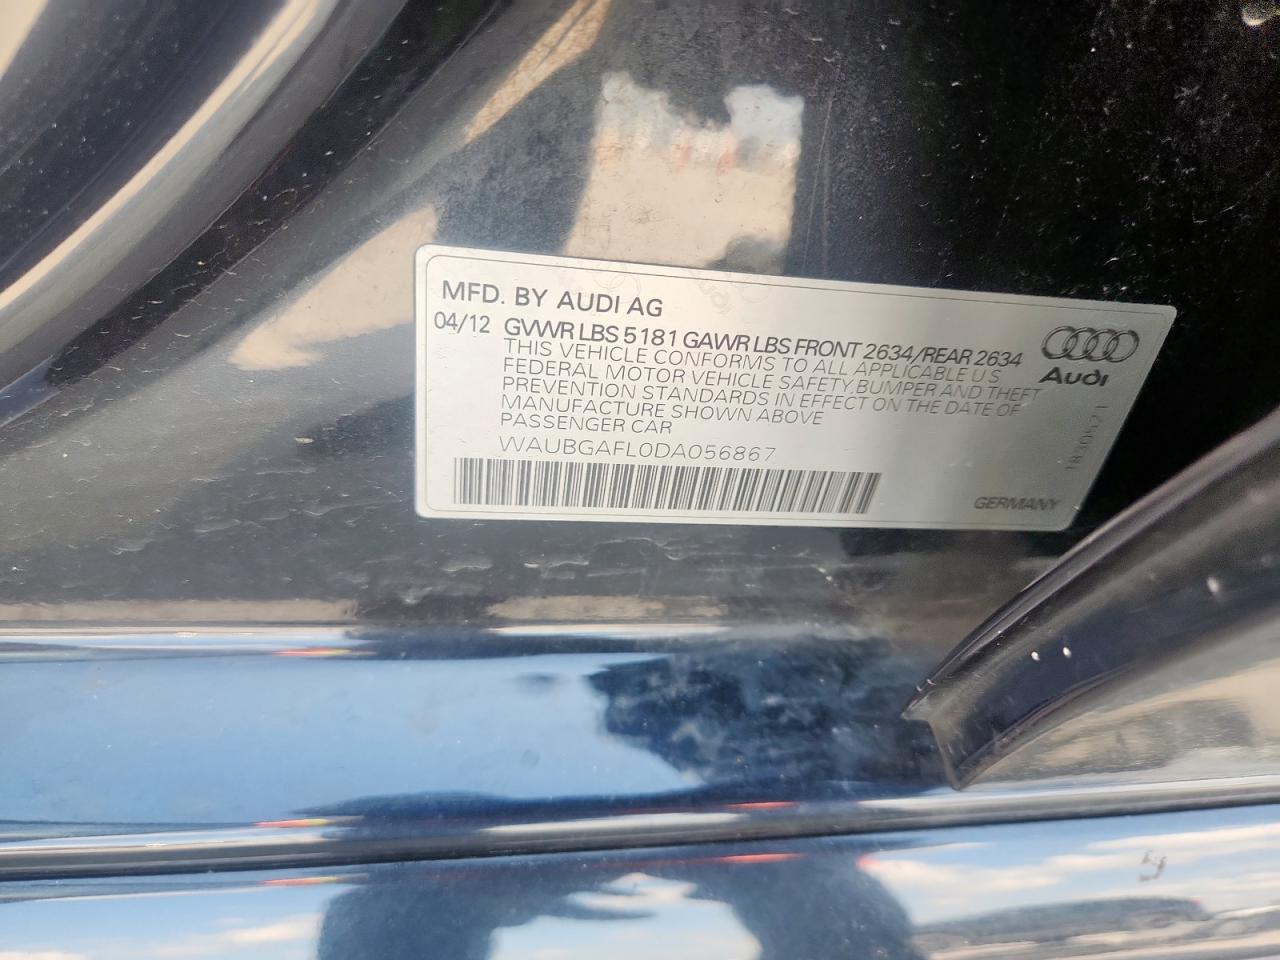 MFD. BY AUDI AG
04/12 GVWR LBS 5181 GAWR LBS FRONT 2634/REAR 2634
THIS VEHICLE CONFORMS TO ALL APPLICABLE U S
FEDERAL MOTOR VEHICLE SAFETY, BUMPER AND THEFT
PREVENTION STANDARDS IN EFFECT ON THE DATE OF
MANUFACTURE SHOWN ABOVE
PASSENGER CAR
WAUBGAFL0DA056867
Audi
1830521
GERMANY